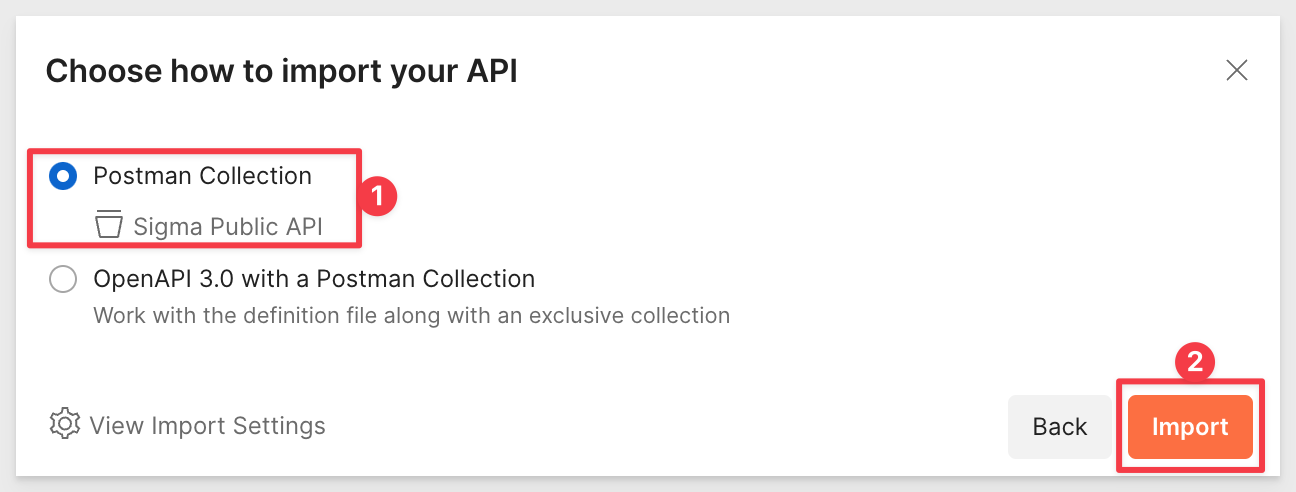 Choose how to import your API
Postman Collection
1
Sigma Public API
OpenAPI 3.0 with a Postman Collection
Work with the definition file along with an exclusive collection
2
View Import Settings
Back
Import